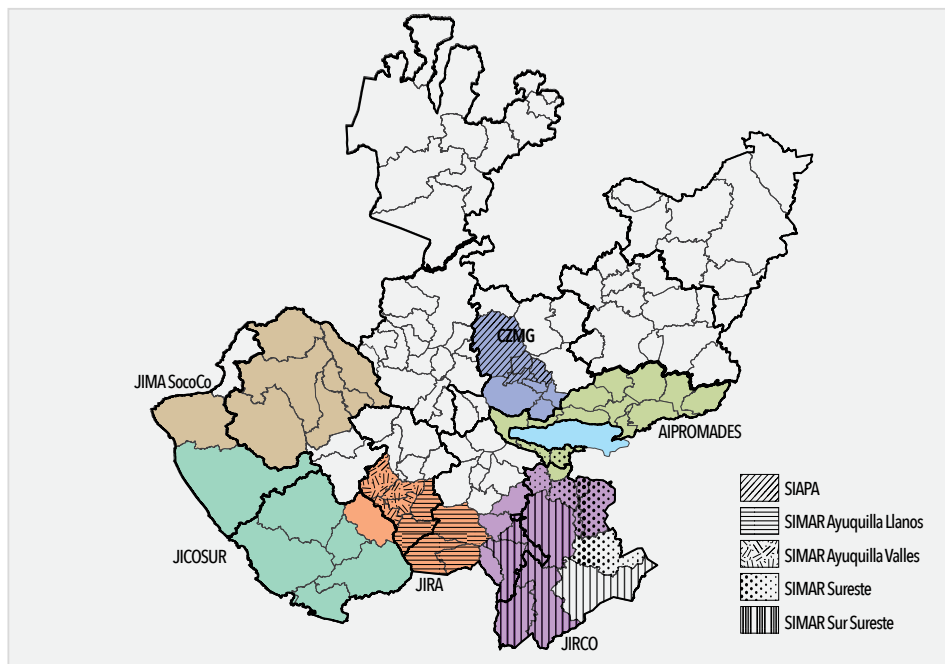 CZMG
JIMA SocoCo
AIPROMADES
JICOSUR
JIRA
JIRCO
SIAPA
SIMAR Ayuquilla Llanos
SIMAR Ayuquilla Valles
SIMAR Sureste
SIMAR Sur Sureste